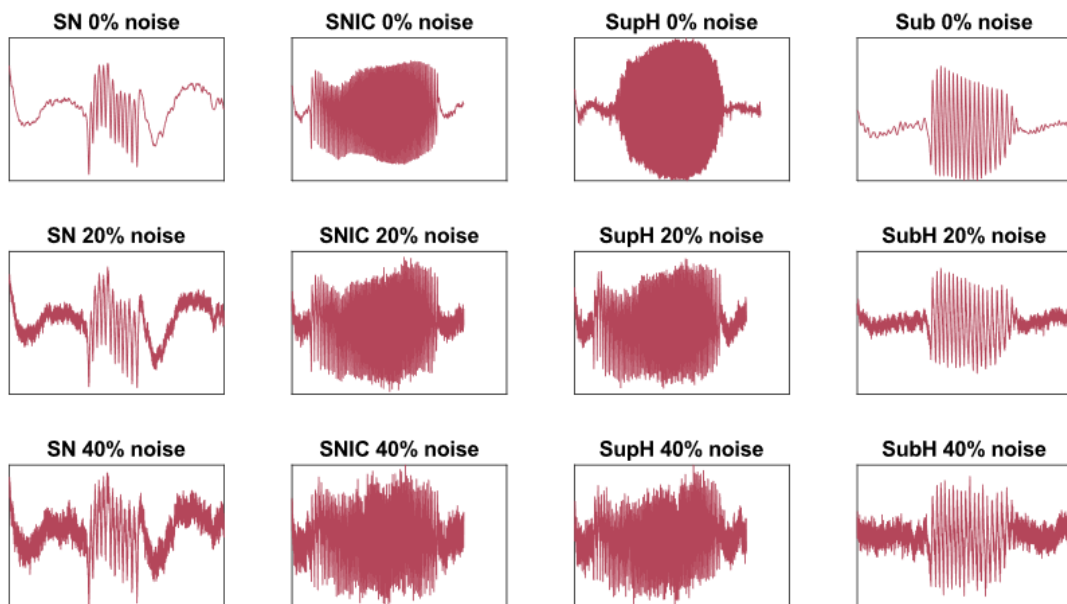 SN 0% noise
SNIC 0% noise
SupH 0% noise
Sub 0% noise
SN 20% noise
SNIC 20% noise
SupH 20% noise
SubH 20% noise
SN 40% noise
SNIC 40% noise
SupH 40% noise
SubH 40% noise